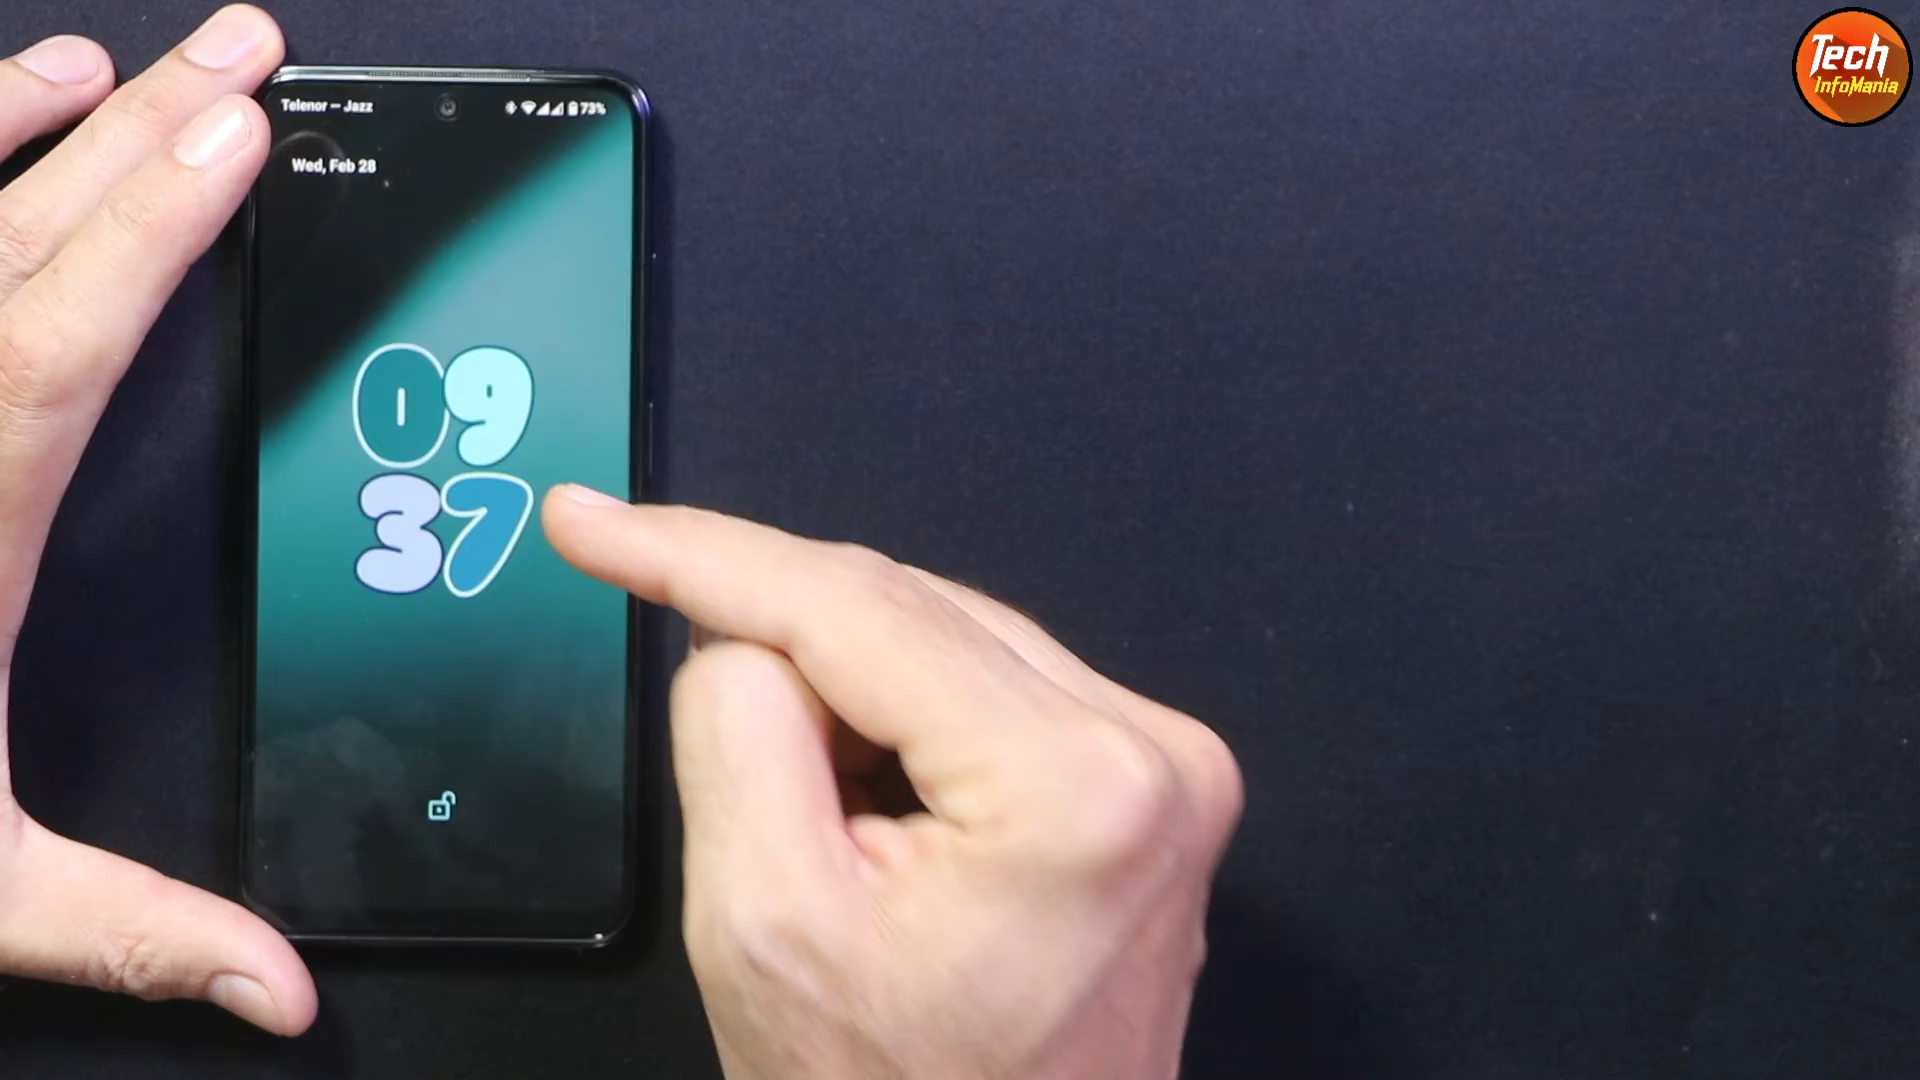 Telenor — Jazz
73%
Wed, Feb 28
09
37
Tech
InfoMania